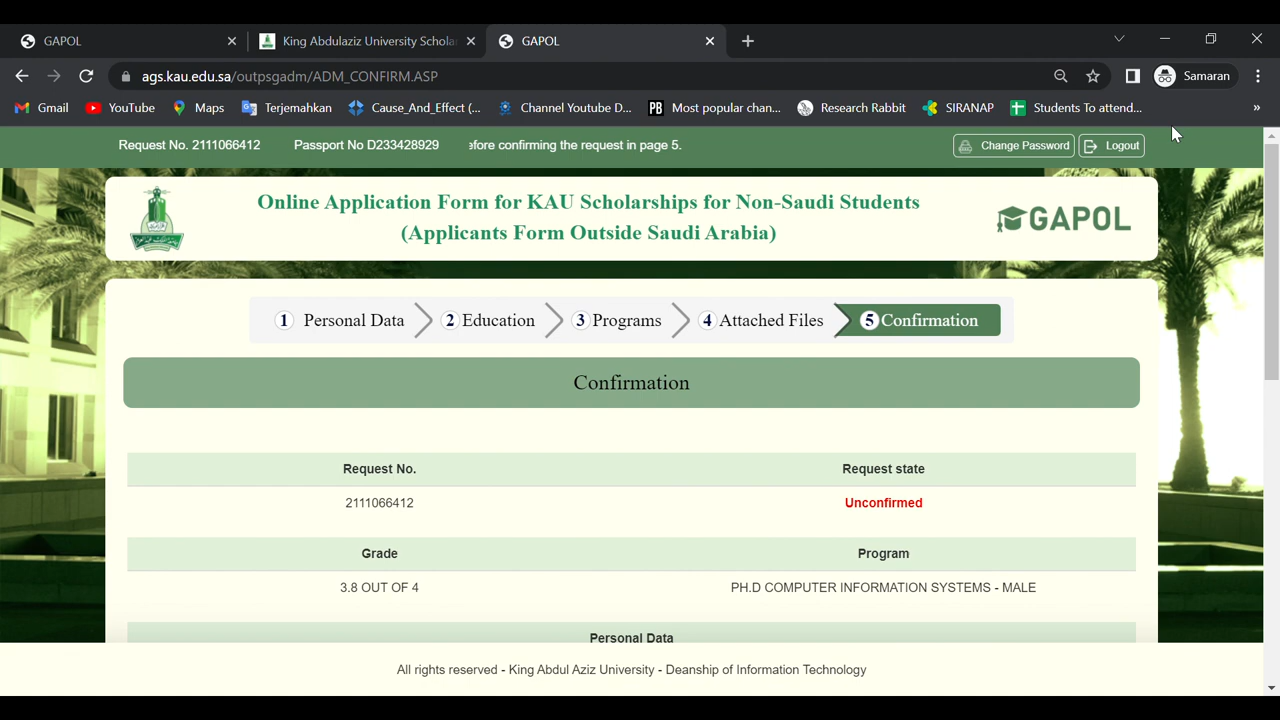 GAPOL
King Abdulaziz University Schola
GAPOL
ags.kau.edu.sa/outpsgadm/ADM_CONFIRM.ASP
Samaran
Gmail
YouTube
Maps
Terjemahkan
Cause_And_Effect (...
Channel Youtube D...
PB Most popular chan...
Research Rabbit
SIRANAP
Students To attend...
»
Request No. 2111066412
Passport No D233428929
efore confirming the request in page 5.
Change Password
Logout
Online Application Form for KAU Scholarships for Non-Saudi Students
(Applicants Form Outside Saudi Arabia)
GAPOL
1 Personal Data
2 Education
3 Programs
4 Attached Files
5 Confirmation
Confirmation
Request No.
Request state
2111066412
Unconfirmed
Grade
Program
3.8 OUT OF 4
PH.D COMPUTER INFORMATION SYSTEMS - MALE
Personal Data
All rights reserved - King Abdul Aziz University - Deanship of Information Technology